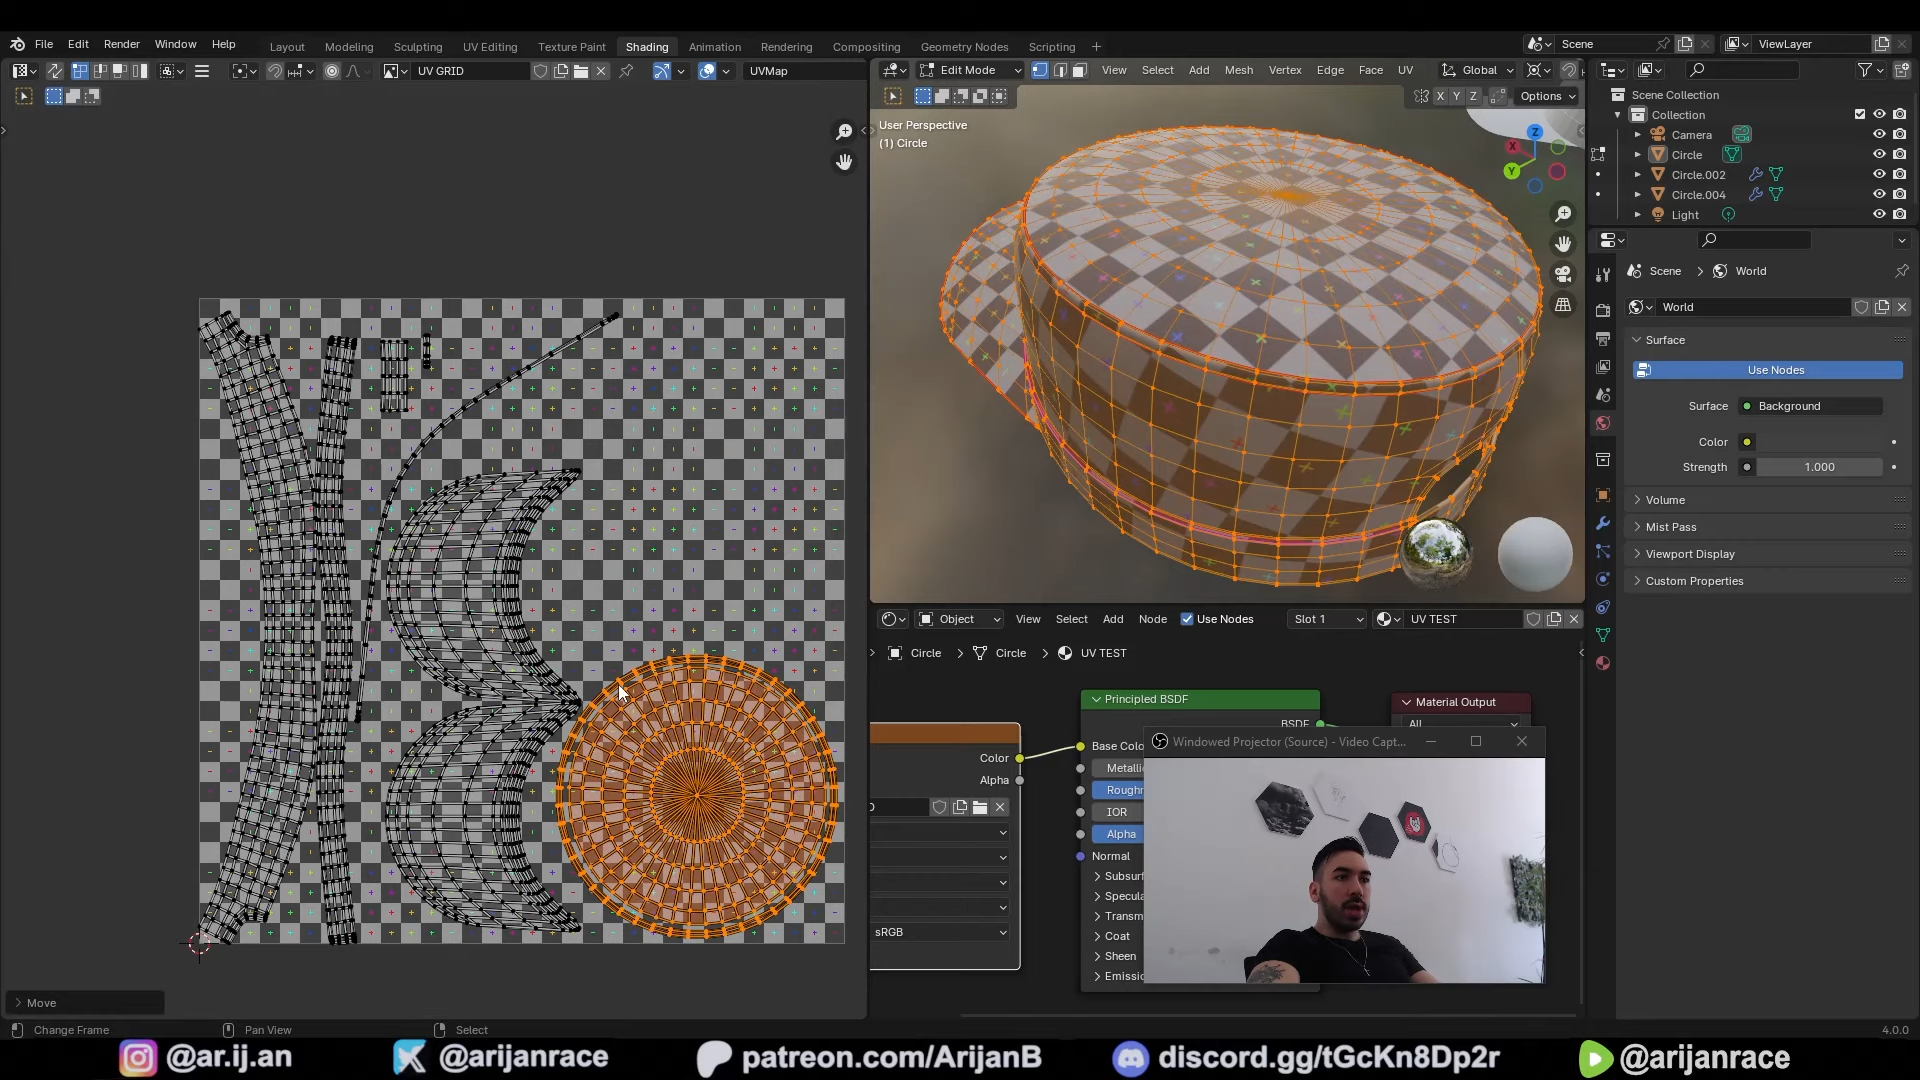 File Edit Render Window Help Layout Modeling Sculpting UV Editing Texture Paint Shading Animation Rendering Compositing Geometry Nodes Scripting + Scene ViewLayer
UV GRID UVMap
Edit Mode View Select Add Mesh Vertex Edge Face UV Global
X Y Z Options
User Perspective
(1) Circle
Z
X
Y
Scene Collection
Collection
Camera
Circle
Circle.002
Circle.004
Light
Scene > World
World
Surface
Use Nodes
Surface Background
Color
Strength 1.000
Volume
Mist Pass
Viewport Display
Custom Properties
Object View Select Add Node Use Nodes Slot 1 UV TEST
Circle > Circle > UV TEST
Principled BSDF
BSDF
Material Output
All
Color
Alpha
sRGB
Base Colo
Metallic
Roughn
IOR
Alpha
Normal
Subsurf
Specula
Transm
Coat
Sheen
Emissic
Windowed Projector (Source) - Video Capt...
Move
Change Frame Pan View Select 4.0.0
@ar.ij.an @arijanrace patreon.com/ArijanB discord.gg/tGcKn8Dp2r @arijanrace